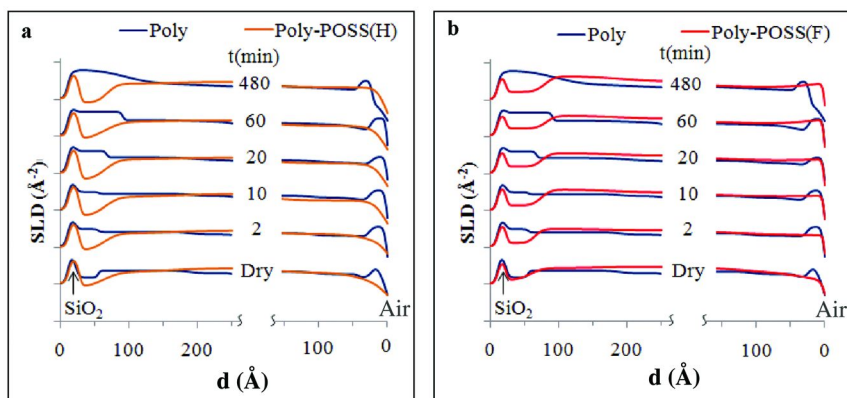 a
Poly
Poly-POSS(H)
t(min)
480
60
20
10
2
Dry
SLD (Å-2)
SiO2
Air
0
100
200
100
0
d (Å)
b
Poly
Poly-POSS(F)
t(min)
480
60
20
10
2
Dry
SLD (Å-2)
SiO2
Air
0
100
200
100
0
d (Å)